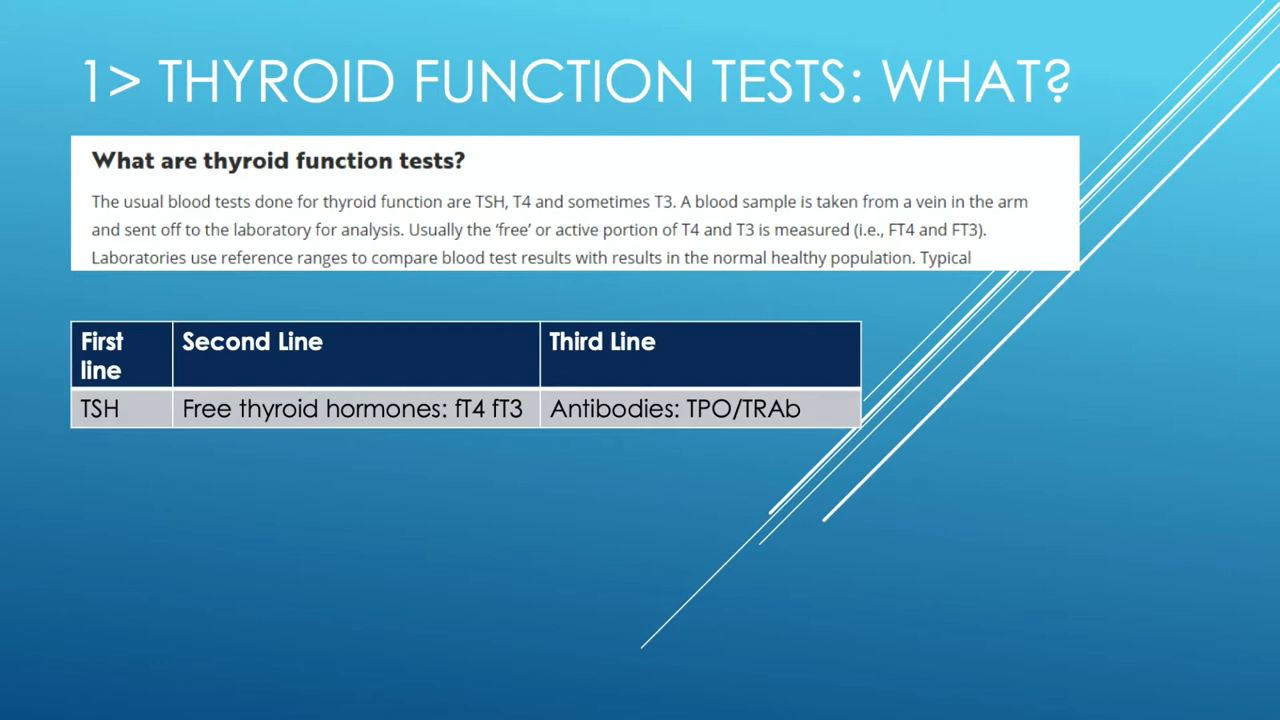 1> THYROID FUNCTION TESTS: WHAT?
What are thyroid function tests?
The usual blood tests done for thyroid function are TSH, T4 and sometimes T3. A blood sample is taken from a vein in the arm
and sent off to the laboratory for analysis. Usually the ‘free’ or active portion of T4 and T3 is measured (i.e., FT4 and FT3).
Laboratories use reference ranges to compare blood test results with results in the normal healthy population. Typical
First
line
Second Line
Third Line
TSH
Free thyroid hormones: fT4 fT3
Antibodies: TPO/TRAb